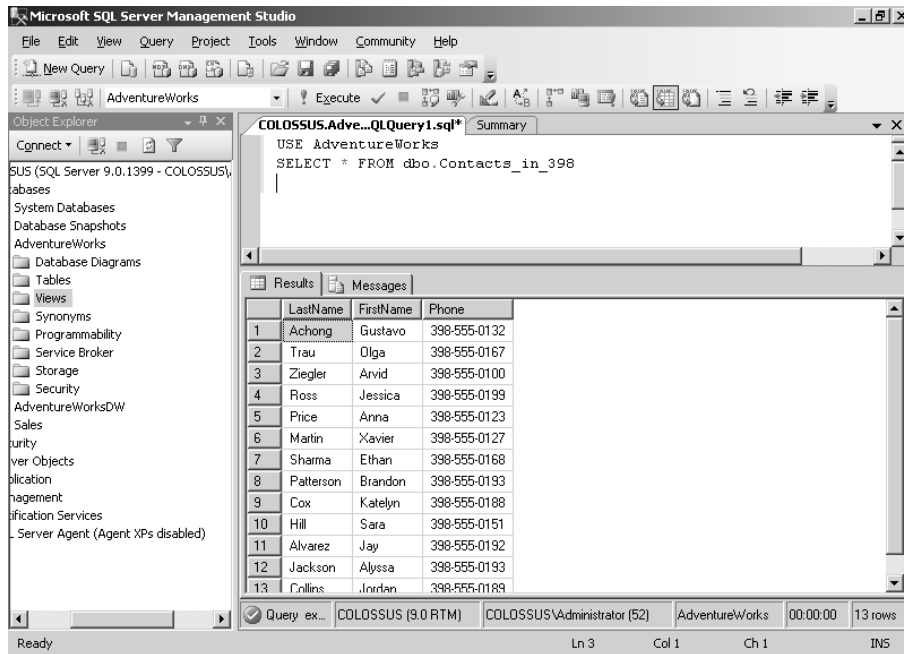 Microsoft SQL Server Management Studio
File Edit View Query Project Tools Window Community Help
New Query
AdventureWorks Execute
Object Explorer
Connect
SUS (SQL Server 9.0.1399 - COLOSSUS\
abases
System Databases
Database Snapshots
AdventureWorks
Database Diagrams
Tables
Views
Synonyms
Programmability
Service Broker
Storage
Security
AdventureWorksDW
Sales
urity
ver Objects
plication
nagement
ification Services
L Server Agent (Agent XPs disabled)
COLOSSUS.Adve...QLQuery1.sql* Summary
USE AdventureWorks
SELECT * FROM dbo.Contacts_in_398
Results Messages
LastName FirstName Phone
1 Achong Gustavo 398-555-0132
2 Trau Olga 398-555-0167
3 Ziegler Arvid 398-555-0100
4 Ross Jessica 398-555-0199
5 Price Anna 398-555-0123
6 Martin Xavier 398-555-0127
7 Sharma Ethan 398-555-0168
8 Patterson Brandon 398-555-0193
9 Cox Katelyn 398-555-0188
10 Hill Sara 398-555-0151
11 Alvarez Jay 398-555-0192
12 Jackson Alyssa 398-555-0193
13 Collins Jordan 398-555-0189
Query ex... COLOSSUS (9.0 RTM) COLOSSUS\Administrator (52) AdventureWorks 00:00:00 13 rows
Ready Ln 3 Col 1 Ch 1 INS